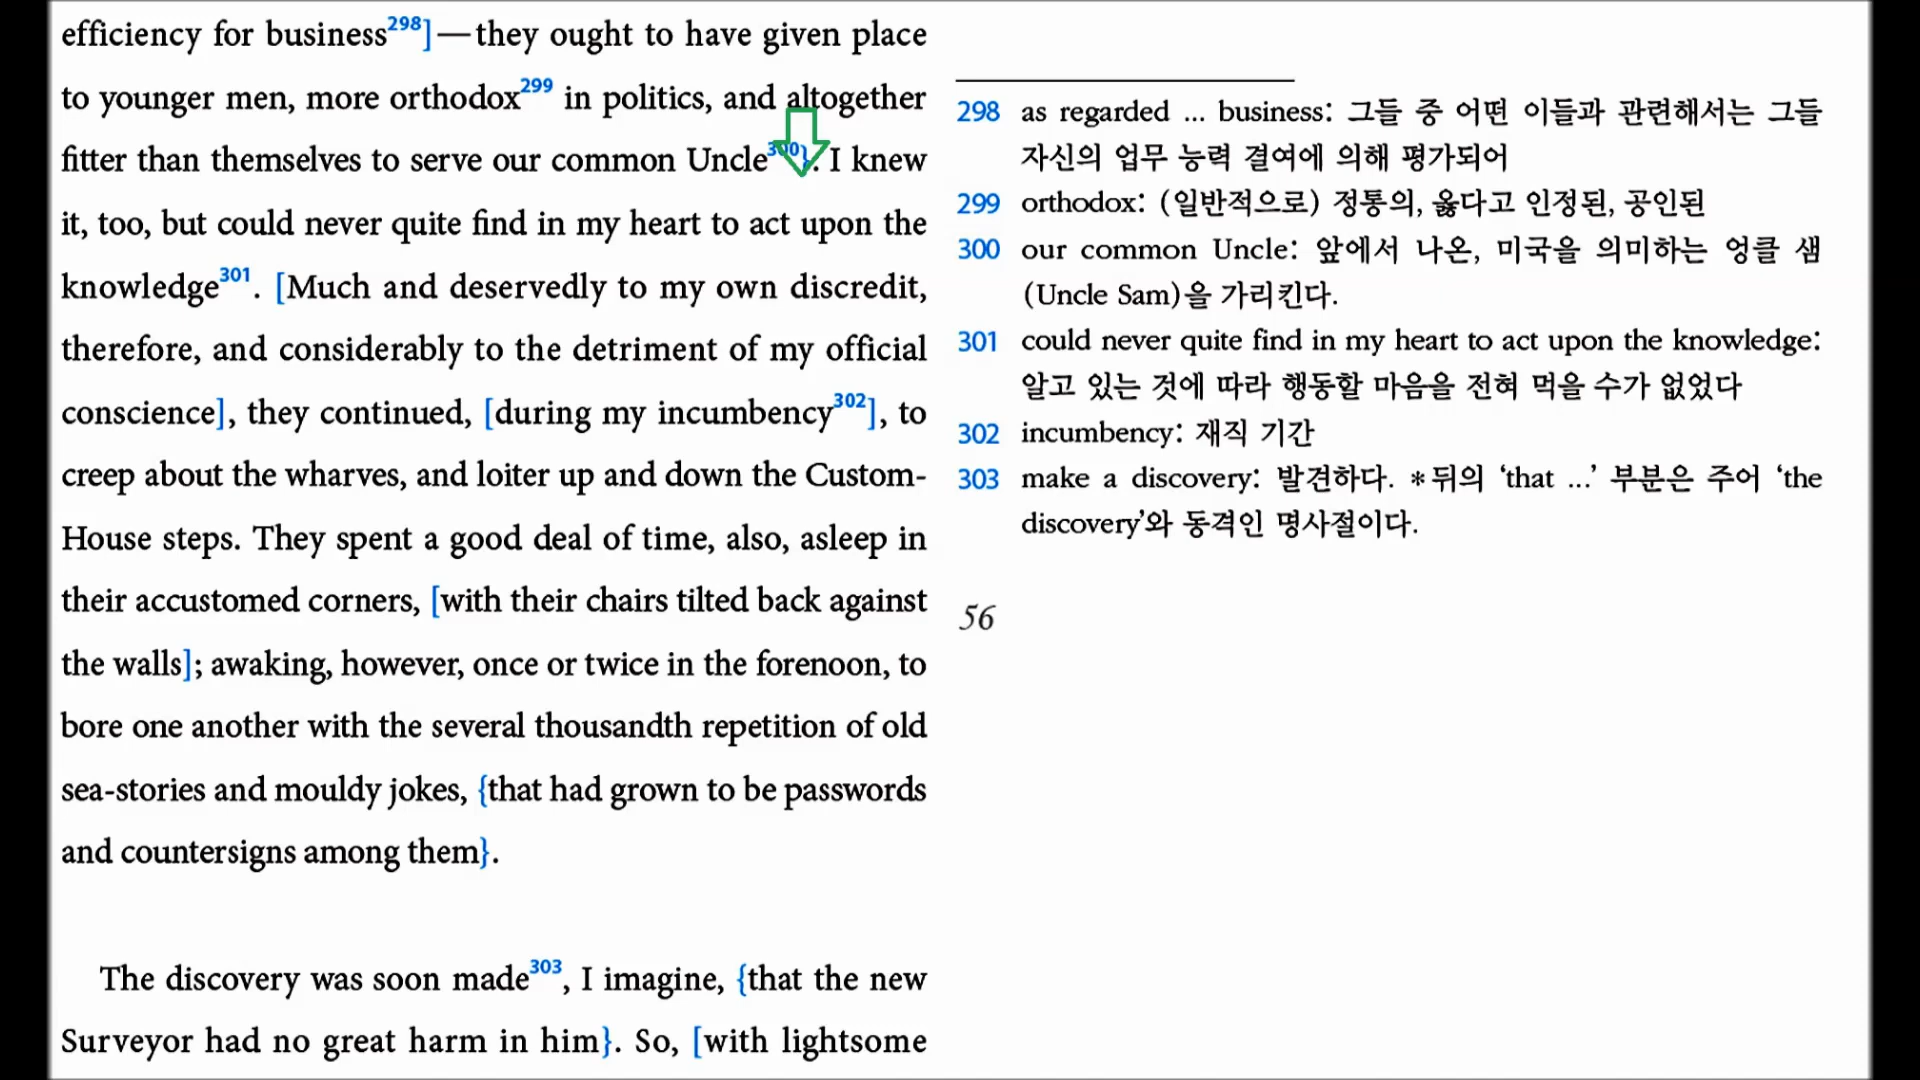 efficiency for business298]—they ought to have given place
to younger men, more orthodox299 in politics, and altogether
fitter than themselves to serve our common Uncle300}. I knew
it, too, but could never quite find in my heart to act upon the
knowledge301. [Much and deservedly to my own discredit,
therefore, and considerably to the detriment of my official
conscience], they continued, [during my incumbency302], to
creep about the wharves, and loiter up and down the Custom-
House steps. They spent a good deal of time, also, asleep in
their accustomed corners, [with their chairs tilted back against
the walls]; awaking, however, once or twice in the forenoon, to
bore one another with the several thousandth repetition of old
sea-stories and mouldy jokes, {that had grown to be passwords
and countersigns among them}.
The discovery was soon made303, I imagine, {that the new
Surveyor had no great harm in him}. So, [with lightsome
298 as regarded ... business: 그들 중 어떤 이들과 관련해서는 그들
자신의 업무 능력 결여에 의해 평가되어
299 orthodox: (일반적으로) 정통의, 옳다고 인정된, 공인된
300 our common Uncle: 앞에서 나온, 미국을 의미하는 엉클 샘
(Uncle Sam)을 가리킨다.
301 could never quite find in my heart to act upon the knowledge:
알고 있는 것에 따라 행동할 마음을 전혀 먹을 수가 없었다
302 incumbency: 재직 기간
303 make a discovery: 발견하다. *뒤의 ‘that ...’ 부분은 주어 ‘the
discovery’와 동격인 명사절이다.
56